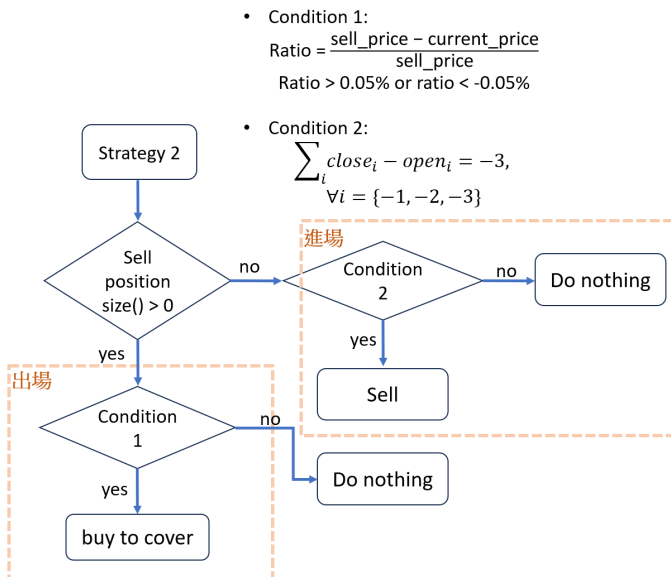 • Condition 1:
Ratio = sell_price − current_price / sell_price
Ratio > 0.05% or ratio < -0.05%
• Condition 2:
∑ᵢ closeᵢ − openᵢ = −3,
∀i = {−1, −2, −3}
Strategy 2
Sell
position
size() > 0
no
進場
Condition
2
no
Do nothing
yes
Sell
yes
出場
Condition
1
no
Do nothing
yes
buy to cover